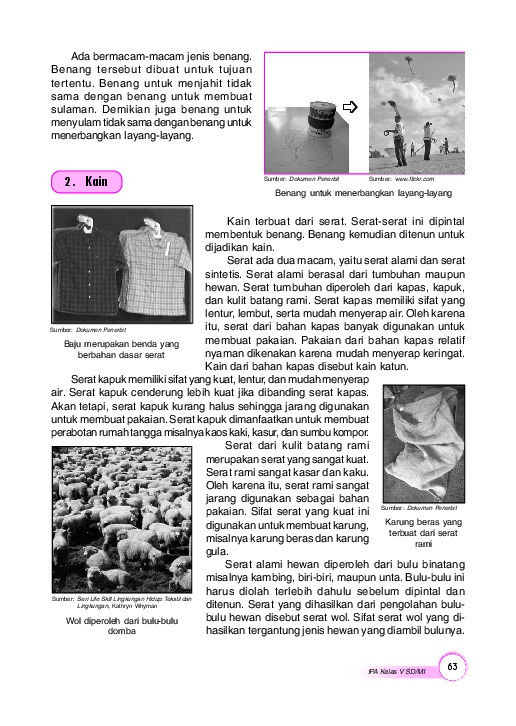 Ada bermacam-macam jenis benang.
Benang tersebut dibuat untuk tujuan
tertentu. Benang untuk menjahit tidak
sama dengan benang untuk membuat
sulaman. Demikian juga benang untuk
menyulam tidak sama dengan benang untuk
menerbangkan layang-layang.
Sumber: Dokumen Penerbit
Sumber: www.flickr.com
Benang untuk menerbangkan layang-layang
2. Kain
Sumber: Dokumen Penerbit
Baju merupakan benda yang
berbahan dasar serat
Kain terbuat dari serat. Serat-serat ini dipintal
membentuk benang. Benang kemudian ditenun untuk
dijadikan kain.
Serat ada dua macam, yaitu serat alami dan serat
sintetis. Serat alami berasal dari tumbuhan maupun
hewan. Serat tumbuhan diperoleh dari kapas, kapuk,
dan kulit batang rami. Serat kapas memiliki sifat yang
lentur, lembut, serta mudah menyerap air. Oleh karena
itu, serat dari bahan kapas banyak digunakan untuk
membuat pakaian. Pakaian dari bahan kapas relatif
nyaman dikenakan karena mudah menyerap keringat.
Kain dari bahan kapas disebut kain katun.
Serat kapuk memiliki sifat yang kuat, lentur, dan mudah menyerap
air. Serat kapuk cenderung lebih kuat jika dibanding serat kapas.
Akan tetapi, serat kapuk kurang halus sehingga jarang digunakan
untuk membuat pakaian. Serat kapuk dimanfaatkan untuk membuat
perabotan rumah tangga misalnya kaos kaki, kasur, dan sumbu kompor.
Serat dari kulit batang rami
merupakan serat yang sangat kuat.
Serat rami sangat kasar dan kaku.
Oleh karena itu, serat rami sangat
jarang digunakan sebagai bahan
pakaian. Sifat serat yang kuat ini
digunakan untuk membuat karung,
misalnya karung beras dan karung
gula.
Sumber: Dokumen Penerbit
Karung beras yang
terbuat dari serat
rami
Sumber: Seri Life Skill Lingkungan Hidup: Tekstil dan
Lingkungan, Kathryn Whyman
Wol diperoleh dari bulu-bulu
domba
Serat alami hewan diperoleh dari bulu binatang
misalnya kambing, biri-biri, maupun unta. Bulu-bulu ini
harus diolah terlebih dahulu sebelum dipintal dan
ditenun. Serat yang dihasilkan dari pengolahan bulu-
bulu hewan disebut serat wol. Sifat serat wol yang di-
hasilkan tergantung jenis hewan yang diambil bulunya.
IPA Kelas V SD/MI
63